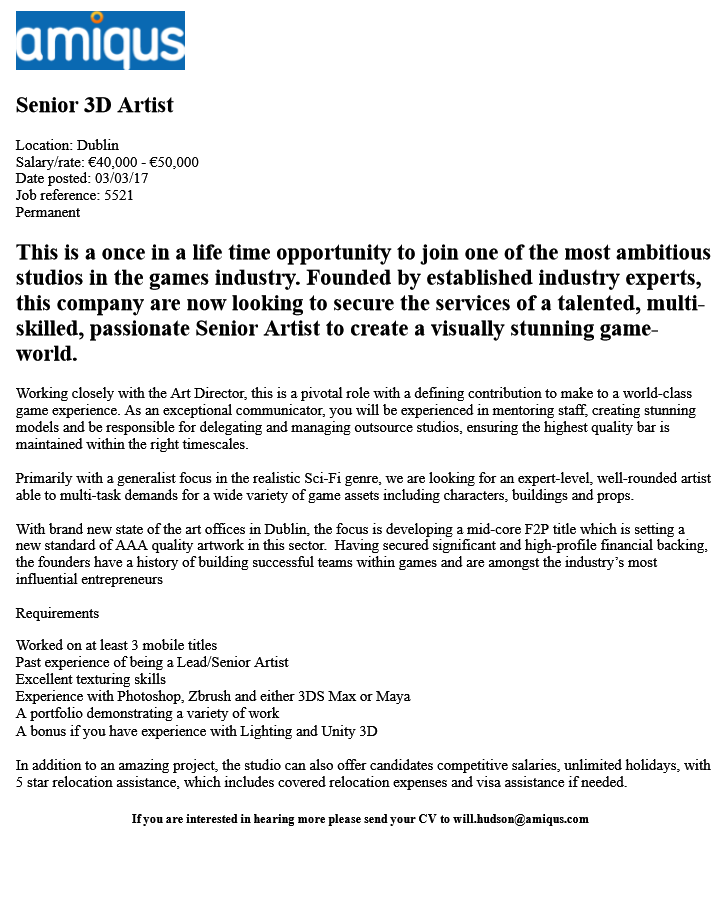 amiqus
Senior 3D Artist
Location: Dublin
Salary/rate: €40,000 - €50,000
Date posted: 03/03/17
Job reference: 5521
Permanent
This is a once in a life time opportunity to join one of the most ambitious
studios in the games industry. Founded by established industry experts,
this company are now looking to secure the services of a talented, multi-
skilled, passionate Senior Artist to create a visually stunning game-
world.
Working closely with the Art Director, this is a pivotal role with a defining contribution to make to a world-class
game experience. As an exceptional communicator, you will be experienced in mentoring staff, creating stunning
models and be responsible for delegating and managing outsource studios, ensuring the highest quality bar is
maintained within the right timescales.
Primarily with a generalist focus in the realistic Sci-Fi genre, we are looking for an expert-level, well-rounded artist
able to multi-task demands for a wide variety of game assets including characters, buildings and props.
With brand new state of the art offices in Dublin, the focus is developing a mid-core F2P title which is setting a
new standard of AAA quality artwork in this sector.  Having secured significant and high-profile financial backing,
the founders have a history of building successful teams within games and are amongst the industry’s most
influential entrepreneurs
Requirements
Worked on at least 3 mobile titles
Past experience of being a Lead/Senior Artist
Excellent texturing skills
Experience with Photoshop, Zbrush and either 3DS Max or Maya
A portfolio demonstrating a variety of work
A bonus if you have experience with Lighting and Unity 3D
In addition to an amazing project, the studio can also offer candidates competitive salaries, unlimited holidays, with
5 star relocation assistance, which includes covered relocation expenses and visa assistance if needed.
If you are interested in hearing more please send your CV to will.hudson@amiqus.com